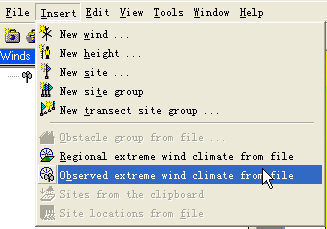 File Insert Edit View Tools Window Help
Winds
New wind ...
New height ...
New site ...
New site group
New transect site group ...
Obstacle group from file ...
Regional extreme wind climate from file
Observed extreme wind climate from file
Sites from the clipboard
Site locations from file